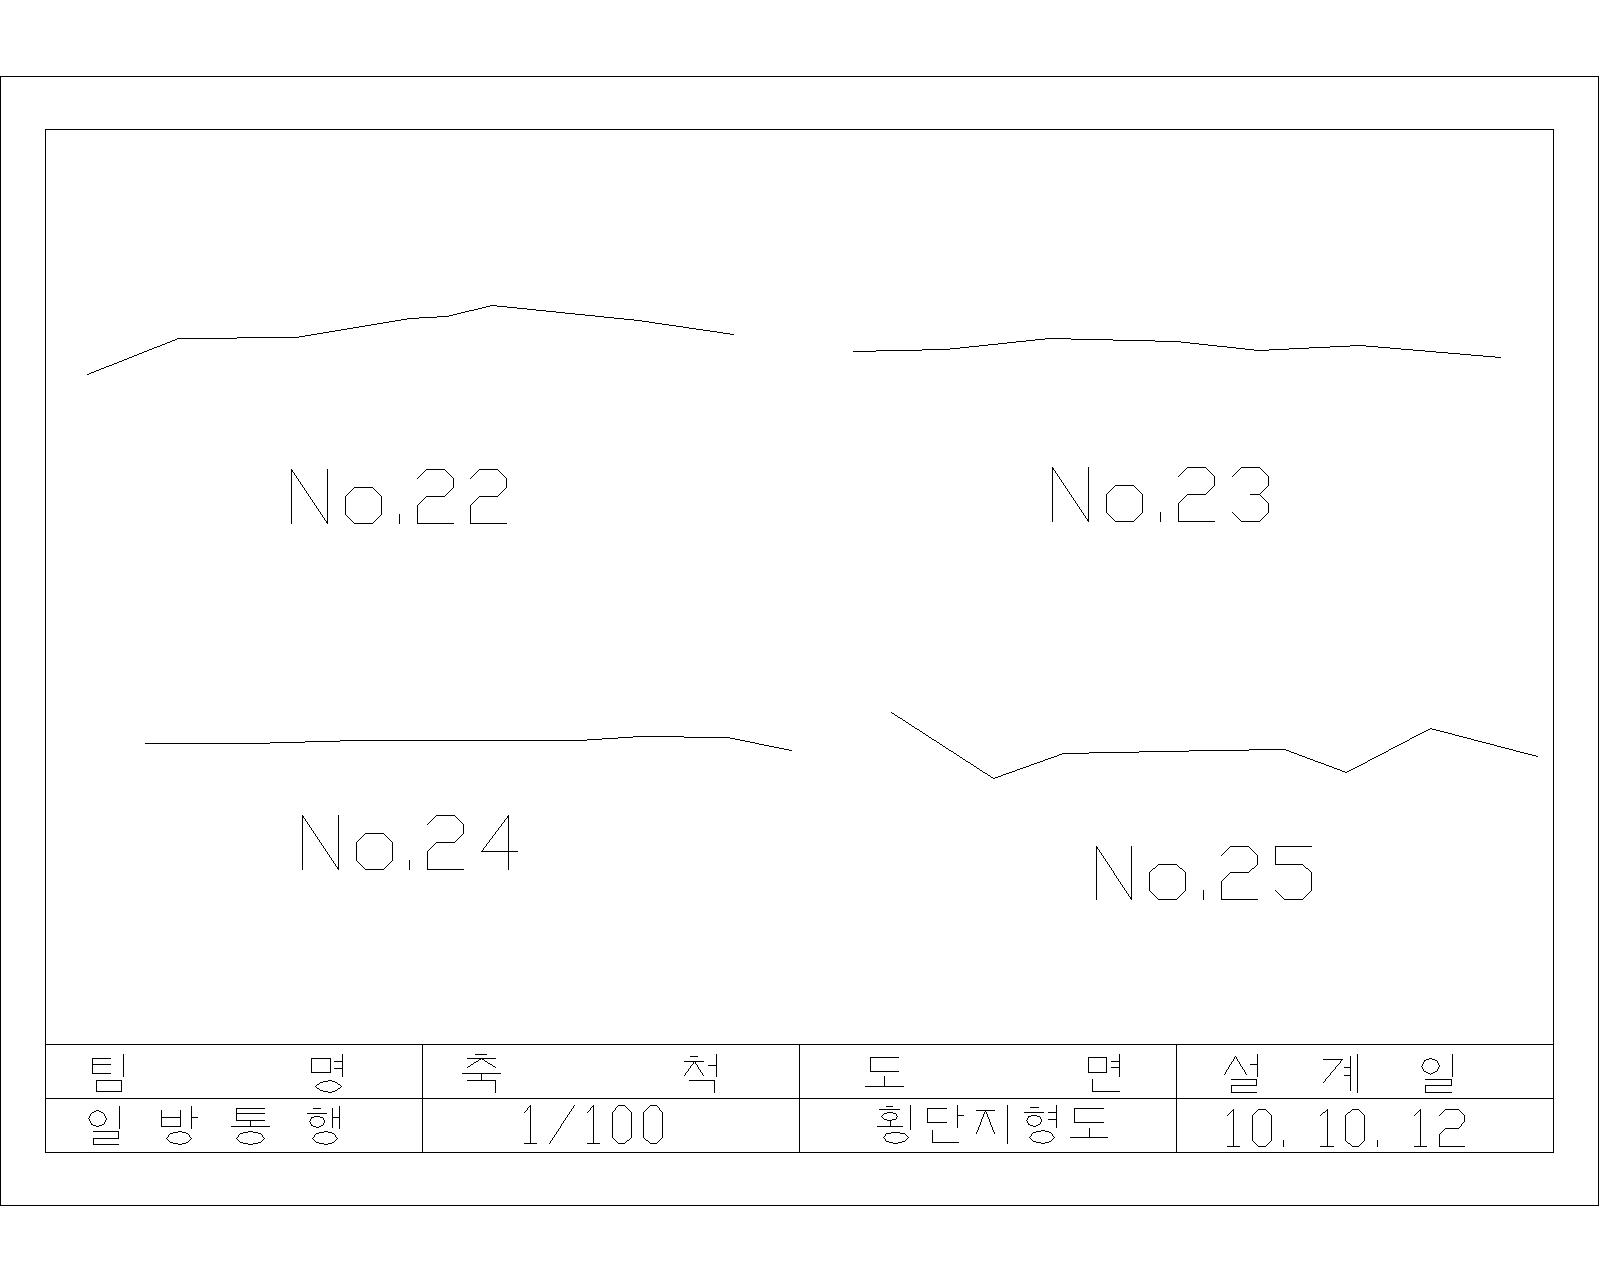 No.22 No.23
No.24 No.25
팀 명 축 척 도 면 설 계 일
일 방 통 행 1/100 횡단지형도 10. 10. 12